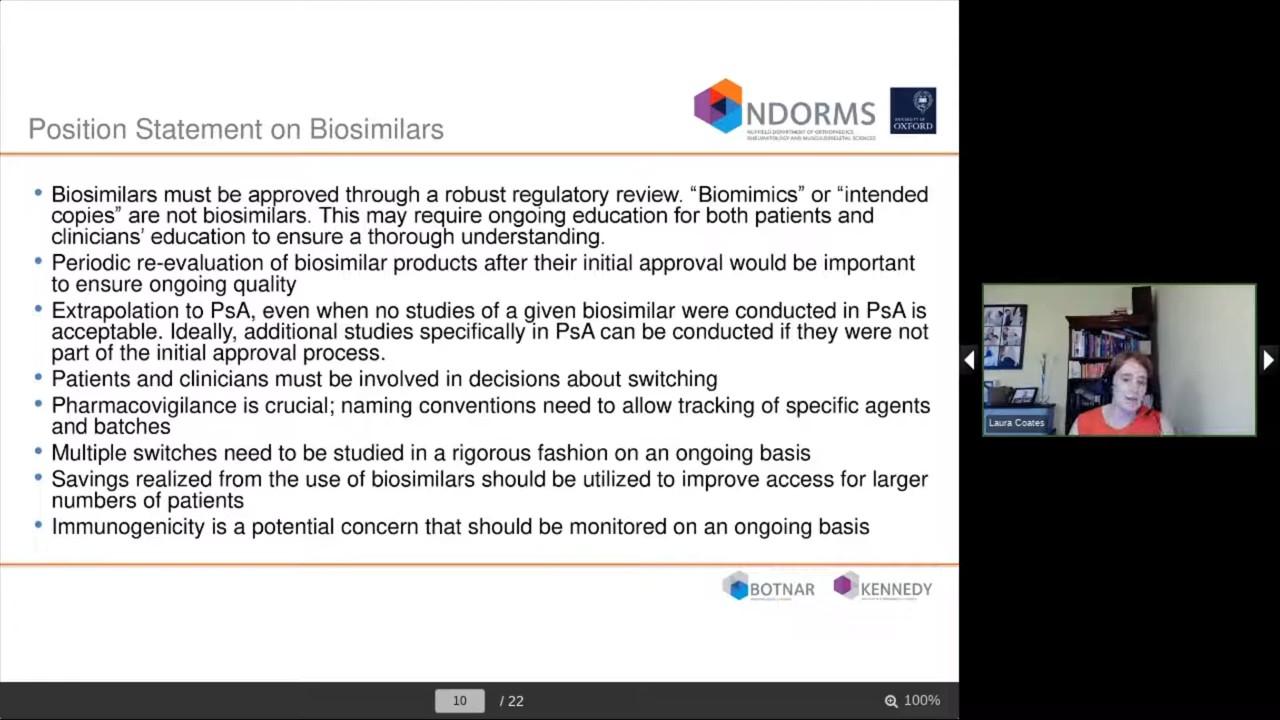 NDORMS
NUFFIELD DEPARTMENT OF ORTHOPAEDICS
RHEUMATOLOGY AND MUSCULOSKELETAL SCIENCES
UNIVERSITY OF
OXFORD
Position Statement on Biosimilars
• Biosimilars must be approved through a robust regulatory review. “Biomimics” or “intended
copies” are not biosimilars. This may require ongoing education for both patients and
clinicians’ education to ensure a thorough understanding.
• Periodic re-evaluation of biosimilar products after their initial approval would be important
to ensure ongoing quality
• Extrapolation to PsA, even when no studies of a given biosimilar were conducted in PsA is
acceptable. Ideally, additional studies specifically in PsA can be conducted if they were not
part of the initial approval process.
• Patients and clinicians must be involved in decisions about switching
• Pharmacovigilance is crucial; naming conventions need to allow tracking of specific agents
and batches
• Multiple switches need to be studied in a rigorous fashion on an ongoing basis
• Savings realized from the use of biosimilars should be utilized to improve access for larger
numbers of patients
• Immunogenicity is a potential concern that should be monitored on an ongoing basis
BOTNAR
KENNEDY
10 / 22
100%
Laura Coates